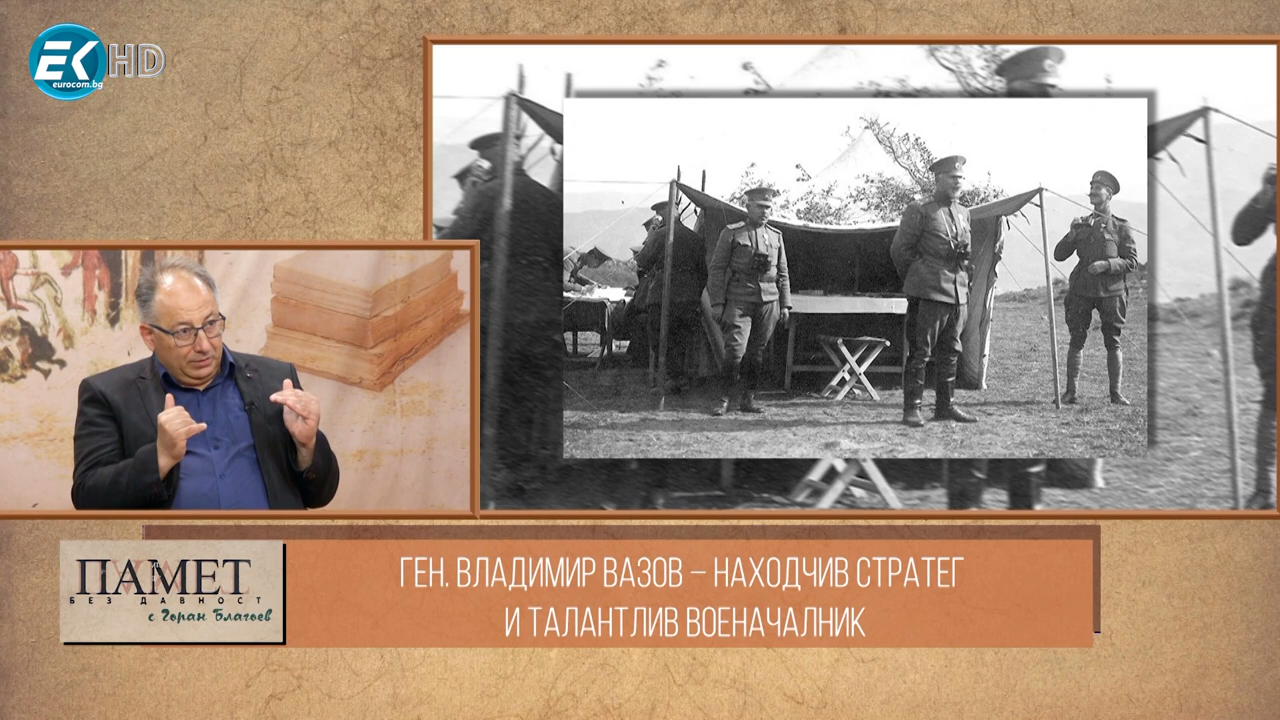 EK HD
eurocom.bg
ГЕН. ВЛАДИМИР ВАЗОВ – НАХОДЧИВ СТРАТЕГ
И ТАЛАНТЛИВ ВОЕНАЧАЛНИК
ПАМЕТ
БЕЗ ДАВНОСТ
с Горан Благоев